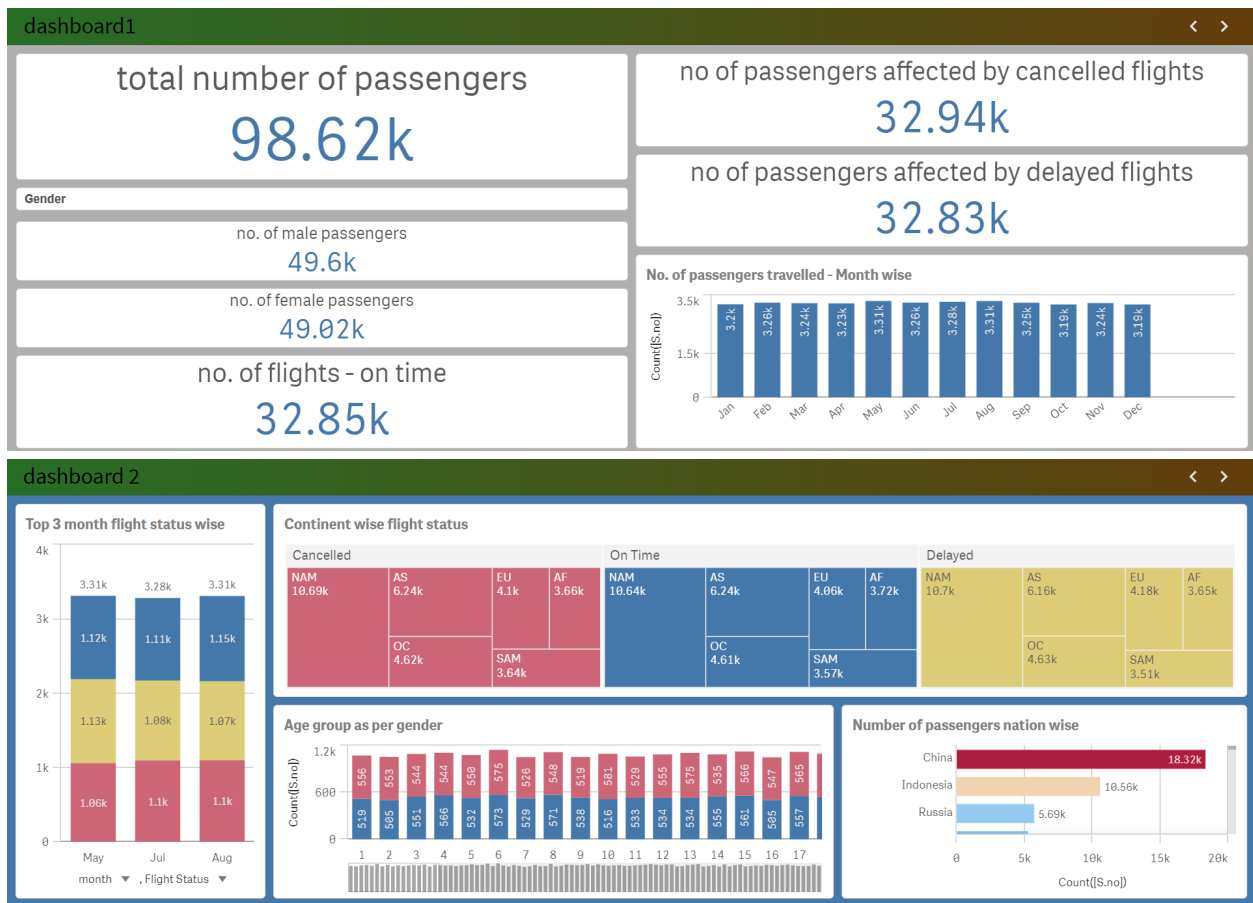 dashboard1
total number of passengers
98.62k
Gender
no. of male passengers
49.6k
no. of female passengers
49.02k
no. of flights - on time
32.85k
no of passengers affected by cancelled flights
32.94k
no of passengers affected by delayed flights
32.83k
No. of passengers travelled - Month wise
Count([S.no])
3.5k
1.5k
0
3.2k 3.26k 3.24k 3.23k 3.31k 3.26k 3.28k 3.31k 3.25k 3.19k 3.24k 3.19k
Jan Feb Mar Apr May Jun Jul Aug Sep Oct Nov Dec
dashboard 2
Top 3 month flight status wise
4k
3k
2k
1k
0
3.31k 3.28k 3.31k
1.12k 1.11k 1.15k
1.13k 1.08k 1.07k
1.06k 1.1k 1.1k
May Jul Aug
month , Flight Status
Continent wise flight status
Cancelled
NAM
10.69k
AS
6.24k
OC
4.62k
EU
4.1k
AF
3.66k
SAM
3.64k
On Time
NAM
10.64k
AS
6.24k
OC
4.61k
EU
4.06k
AF
3.72k
SAM
3.57k
Delayed
NAM
10.7k
AS
6.16k
OC
4.63k
EU
4.18k
AF
3.65k
SAM
3.51k
Age group as per gender
Count([S.no])
1.2k
600
0
556 553 544 544 550 575 526 548 519 581 529 555 575 535 566 547 565
519 505 551 566 532 573 529 571 538 516 533 534 534 555 561 505 557
1 2 3 4 5 6 7 8 9 10 11 12 13 14 15 16 17
Number of passengers nation wise
China 18.32k
Indonesia 10.56k
Russia 5.69k
0 5k 10k 15k 20k
Count([S.no])